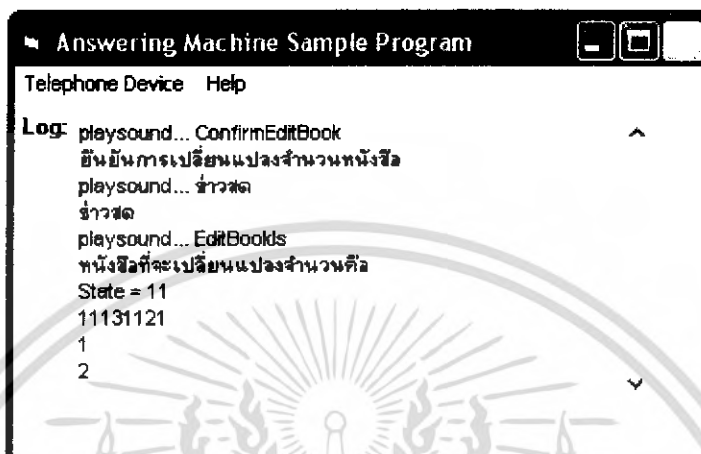 Answering Machine Sample Program
Telephone Device Help
Log: playsound... ConfirmEditBook
ยืนยันการเปลี่ยนแปลงจำนวนหนังสือ
playsound... ข่าวสด
ข่าวสด
playsound... EditBookIs
หนังสือที่จะเปลี่ยนแปลงจำนวนคือ
State = 11
11131121
1
2